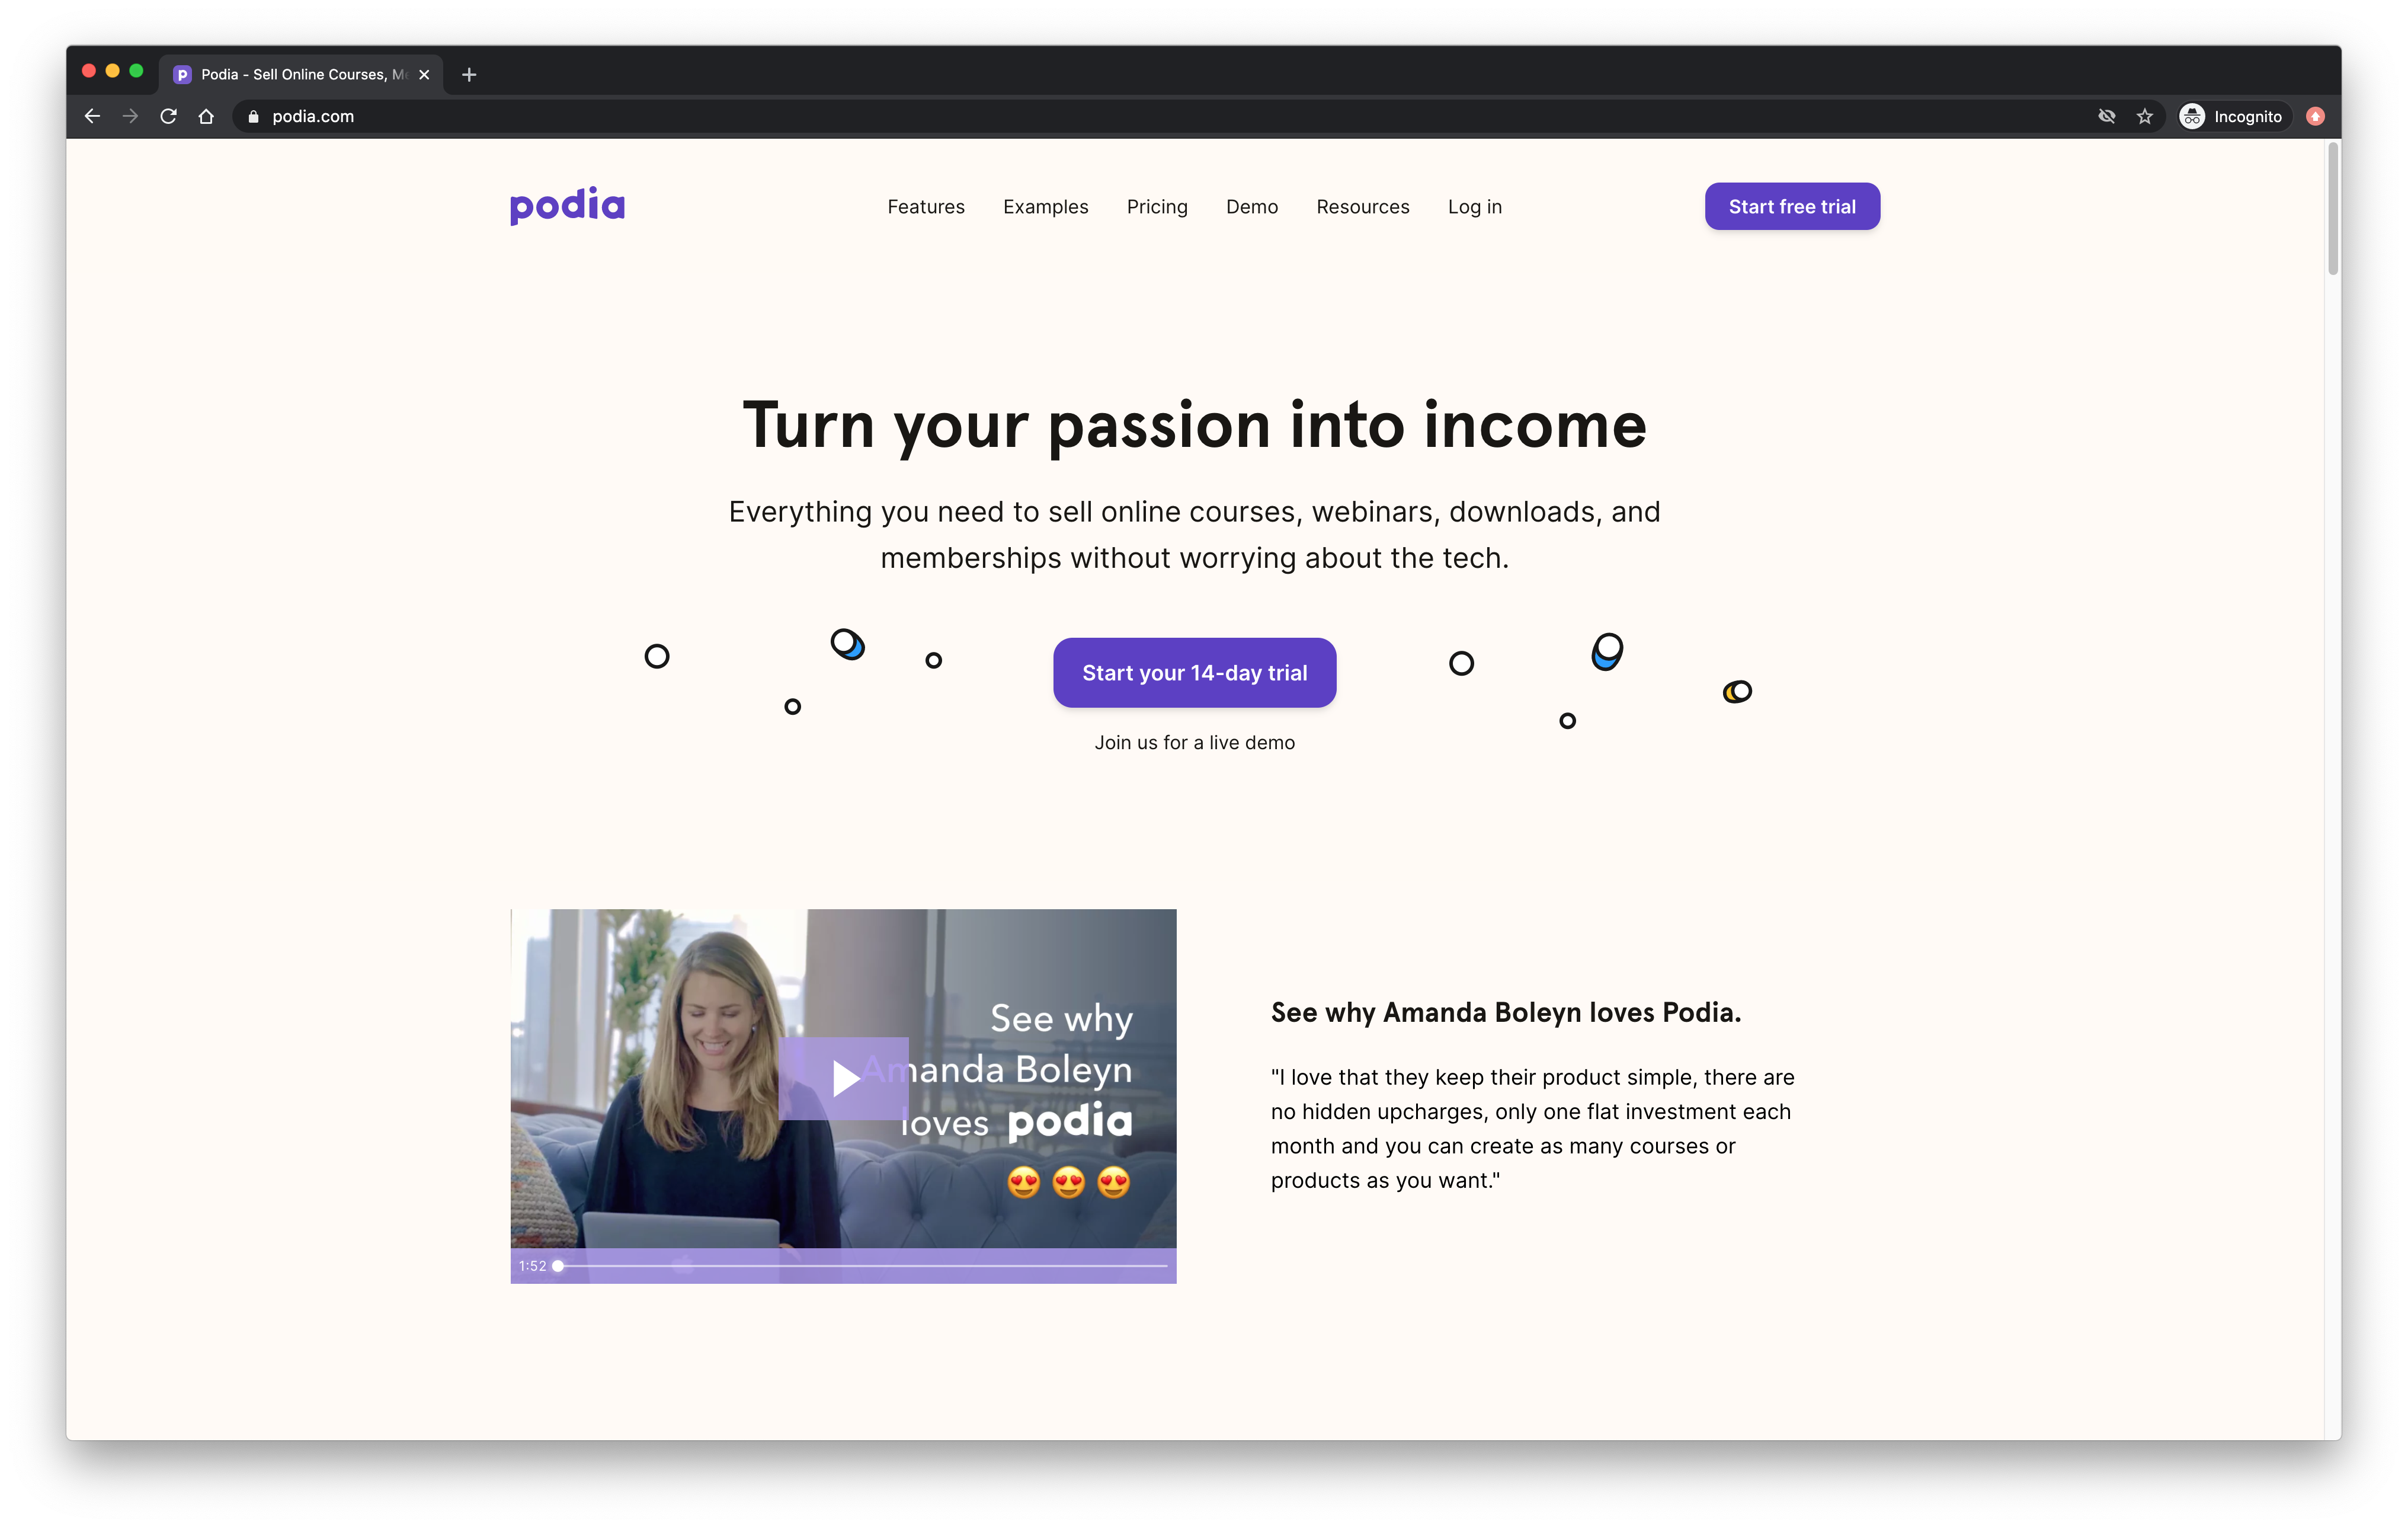 Podia - Sell Online Courses, Me
podia.com
Incognito
podia
Features Examples Pricing Demo Resources Log in
Start free trial
Turn your passion into income
Everything you need to sell online courses, webinars, downloads, and
memberships without worrying about the tech.
Start your 14-day trial
Join us for a live demo
See why
Amanda Boleyn
loves podia
1:52
See why Amanda Boleyn loves Podia.
"I love that they keep their product simple, there are
no hidden upcharges, only one flat investment each
month and you can create as many courses or
products as you want."